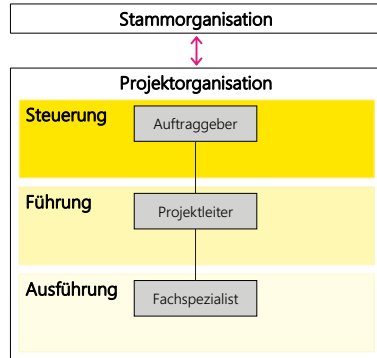 Stammorganisation
Projektorganisation
Steuerung
Auftraggeber
Führung
Projektleiter
Ausführung
Fachspezialist